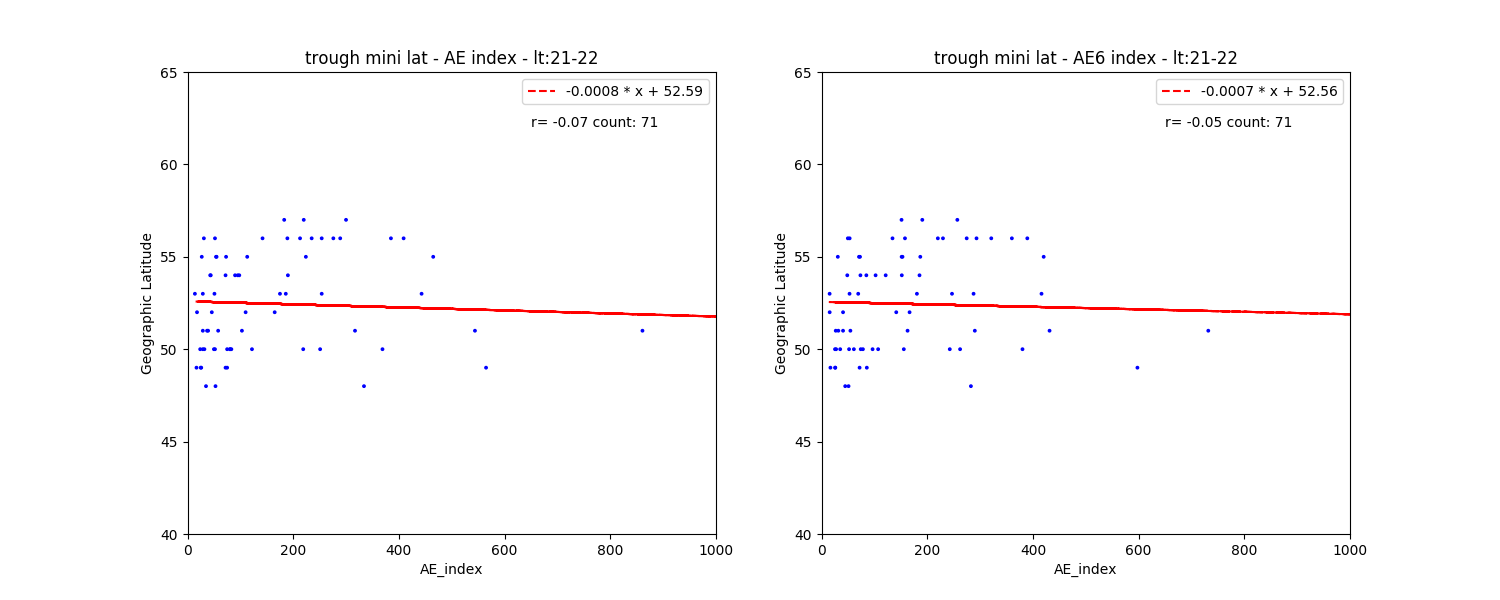 trough mini lat - AE index - lt:21-22
65
60
55
50
45
40
Geographic Latitude
-0.0008 * x + 52.59
r= -0.07 count: 71
0 200 400 600 800 1000
AE_index
trough mini lat - AE6 index - lt:21-22
65
60
55
50
45
40
Geographic Latitude
-0.0007 * x + 52.56
r= -0.05 count: 71
0 200 400 600 800 1000
AE_index